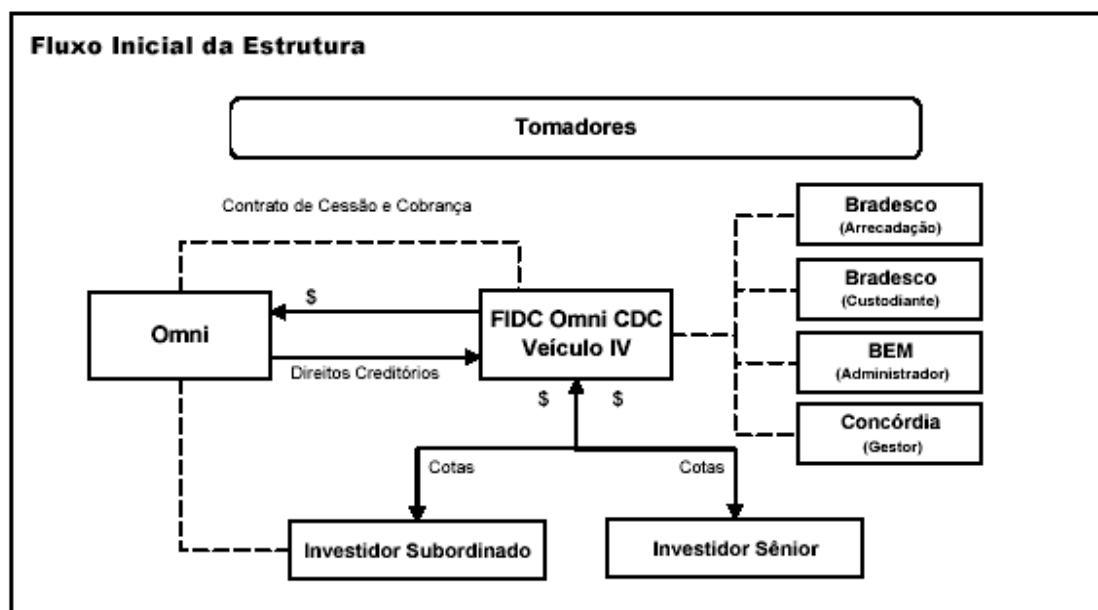 Fluxo Inicial da Estrutura
Tomadores
Contrato de Cessão e Cobrança
Bradesco
(Arrecadação)
Bradesco
(Custodiante)
$
Omni
FIDC Omni CDC
Veículo IV
Direitos Creditórios
BEM
(Administrador)
$ $
Concórdia
(Gestor)
Cotas
Cotas
Investidor Subordinado
Investidor Sênior